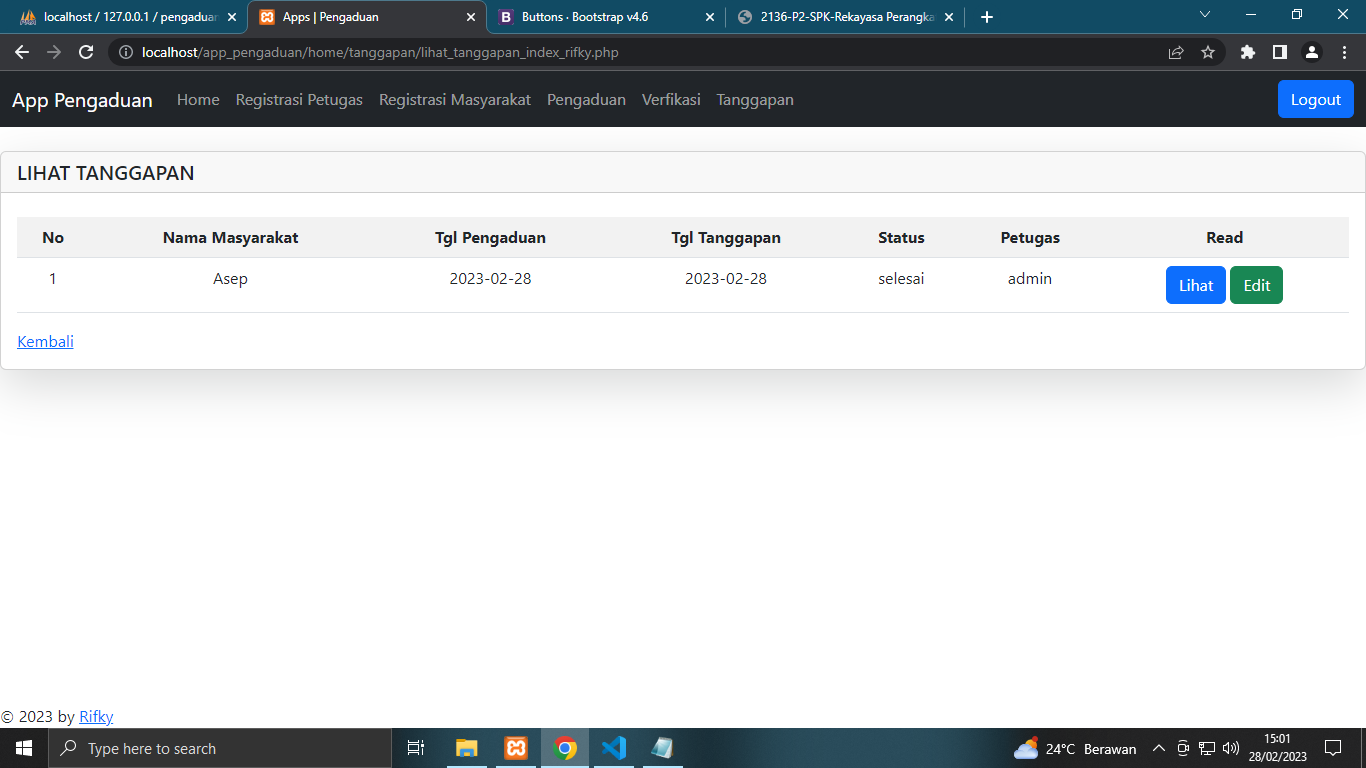 localhost / 127.0.0.1 / pengaduan
Apps | Pengaduan
Buttons · Bootstrap v4.6
2136-P2-SPK-Rekayasa Perangka
localhost/app_pengaduan/home/tanggapan/lihat_tanggapan_index_rifky.php
App Pengaduan Home Registrasi Petugas Registrasi Masyarakat Pengaduan Verfikasi Tanggapan Logout
LIHAT TANGGAPAN
No Nama Masyarakat Tgl Pengaduan Tgl Tanggapan Status Petugas Read
1 Asep 2023-02-28 2023-02-28 selesai admin Lihat Edit
Kembali
© 2023 by Rifky
Type here to search
24°C Berawan
15:01
28/02/2023